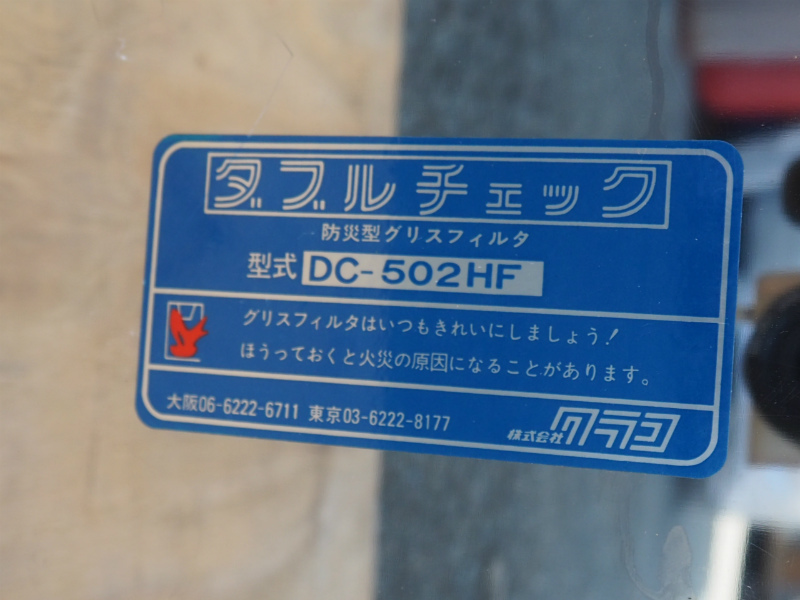 ダブルチェック
防災型グリスフィルタ
型式 DC-502HF
グリスフィルタはいつもきれいにしましょう!
ほうっておくと火災の原因になることがあります。
大阪06-6222-6711 東京03-6222-8177
株式会社 クラコ